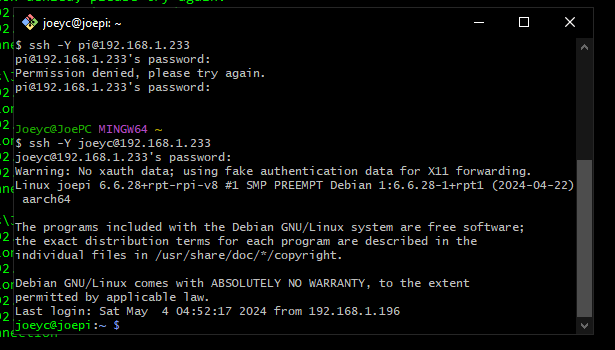 joeyc@joepi: ~
$ ssh -Y pi@192.168.1.233
pi@192.168.1.233's password:
Permission denied, please try again.
pi@192.168.1.233's password:
Joeyc@JoePC MINGW64 ~
$ ssh -Y joeyc@192.168.1.233
joeyc@192.168.1.233's password:
Warning: No xauth data; using fake authentication data for X11 forwarding.
Linux joepi 6.6.28+rpt-rpi-v8 #1 SMP PREEMPT Debian 1:6.6.28-1+rpt1 (2024-04-22)
aarch64
The programs included with the Debian GNU/Linux system are free software;
the exact distribution terms for each program are described in the
individual files in /usr/share/doc/*/copyright.
Debian GNU/Linux comes with ABSOLUTELY NO WARRANTY, to the extent
permitted by applicable law.
Last login: Sat May  4 04:52:17 2024 from 192.168.1.196
joeyc@joepi:~ $